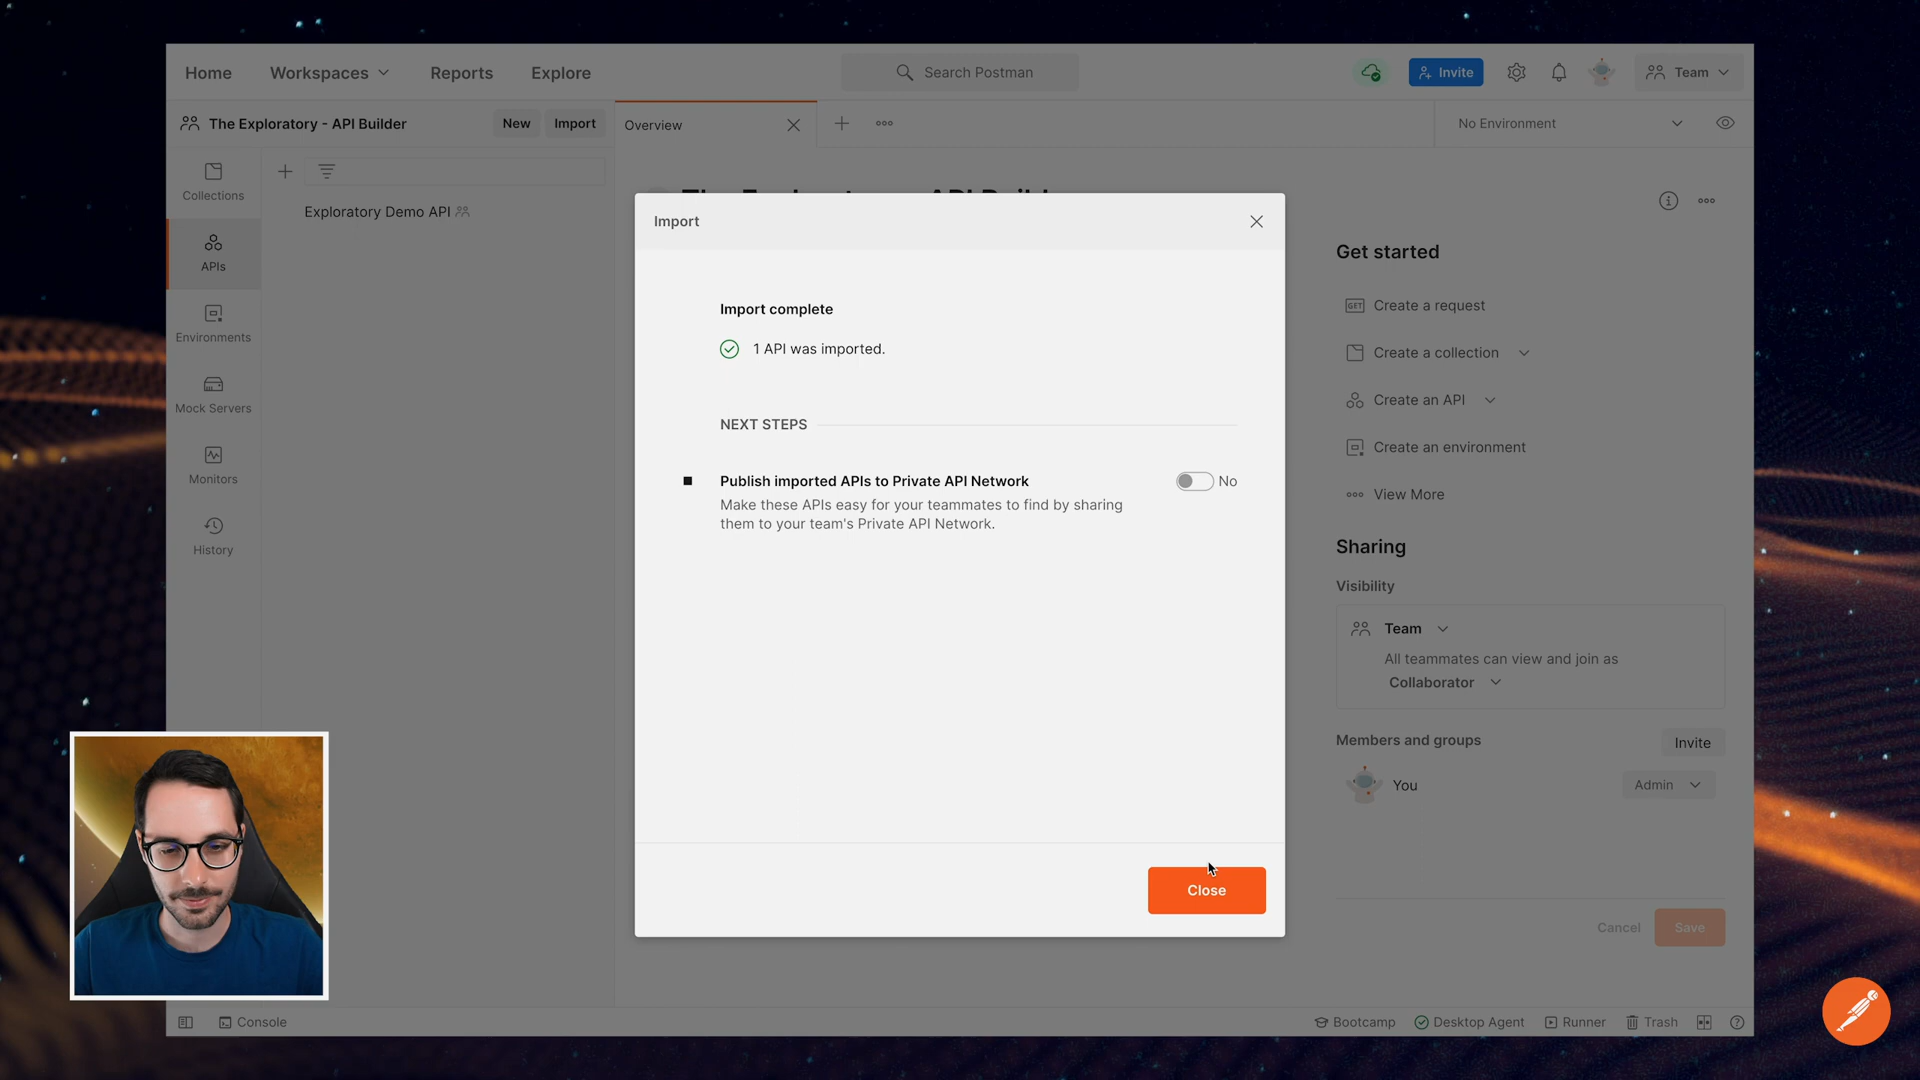 Home Workspaces Reports Explore Search Postman Invite Team
The Exploratory - API Builder New Import Overview No Environment
Collections
Exploratory Demo API
APIs
Environments
Mock Servers
Monitors
History
Import
Import complete
1 API was imported.
NEXT STEPS
Publish imported APIs to Private API Network No
Make these APIs easy for your teammates to find by sharing
them to your team's Private API Network.
Close
Get started
GET Create a request
Create a collection
Create an API
Create an environment
View More
Sharing
Visibility
Team
All teammates can view and join as
Collaborator
Members and groups Invite
You Admin
Cancel Save
Console Bootcamp Desktop Agent Runner Trash